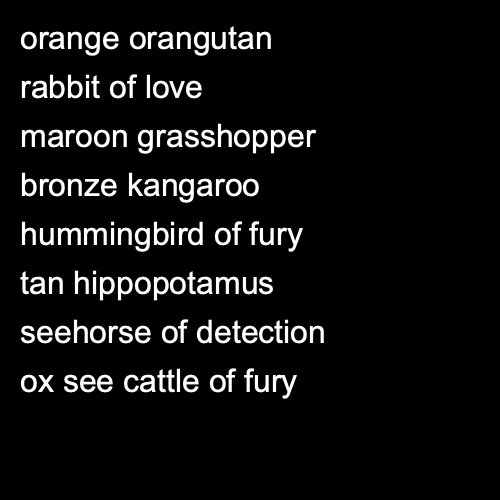 orange orangutan
rabbit of love
maroon grasshopper
bronze kangaroo
hummingbird of fury
tan hippopotamus
seehorse of detection
ox see cattle of fury